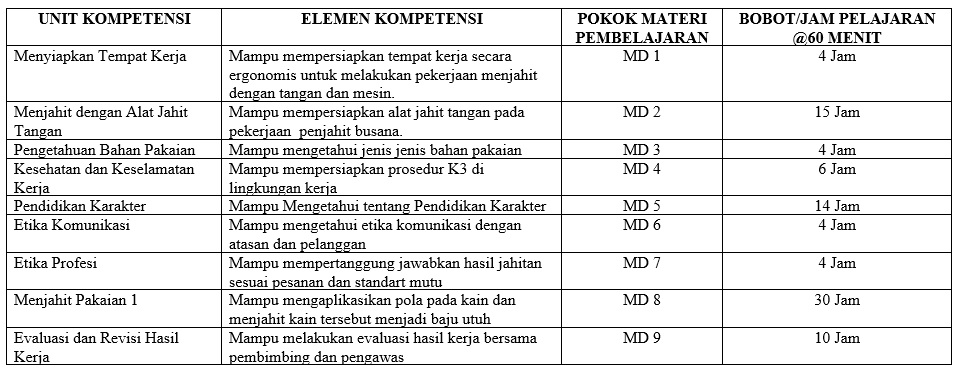 UNIT KOMPETENSI ELEMEN KOMPETENSI POKOK MATERI BOBOT/JAM PELAJARAN
PEMBELAJARAN @60 MENIT
Menyiapkan Tempat Kerja Mampu mempersiapkan tempat kerja secara MD 1 4 Jam
ergonomis untuk melakukan pekerjaan menjahit
dengan tangan dan mesin.
Menjahit dengan Alat Jahit Mampu mempersiapkan alat jahit tangan pada MD 2 15 Jam
Tangan pekerjaan penjahit busana.
Pengetahuan Bahan Pakaian Mampu mengetahui jenis jenis bahan pakaian MD 3 4 Jam
Kesehatan dan Keselamatan Mampu mempersiapkan prosedur K3 di MD 4 6 Jam
Kerja lingkungan kerja
Pendidikan Karakter Mampu Mengetahui tentang Pendidikan Karakter MD 5 14 Jam
Etika Komunikasi Mampu mengetahui etika komunikasi dengan MD 6 4 Jam
atasan dan pelanggan
Etika Profesi Mampu mempertanggung jawabkan hasil jahitan MD 7 4 Jam
sesuai pesanan dan standart mutu
Menjahit Pakaian 1 Mampu mengaplikasikan pola pada kain dan MD 8 30 Jam
menjahit kain tersebut menjadi baju utuh
Evaluasi dan Revisi Hasil Mampu melakukan evaluasi hasil kerja bersama MD 9 10 Jam
Kerja pembimbing dan pengawas